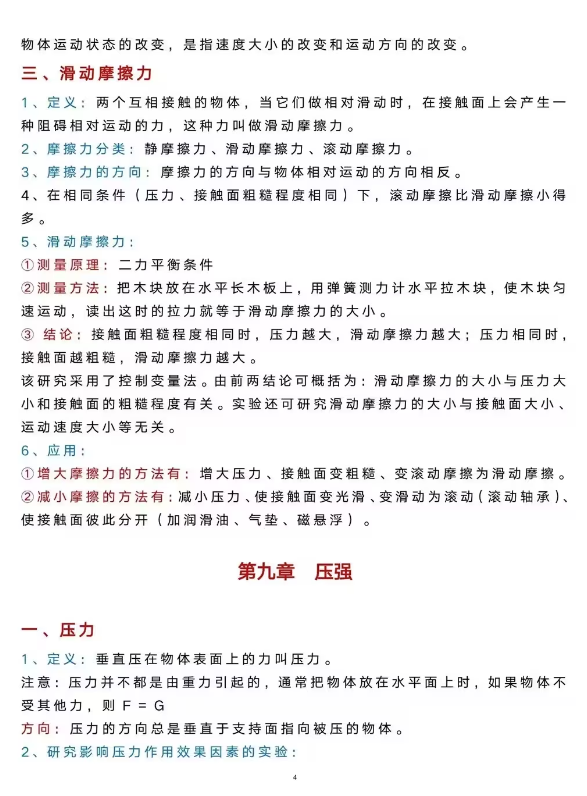 物体运动状态的改变，是指速度大小的改变和运动方向的改变。
三、滑动摩擦力
1、定义：两个互相接触的物体，当它们做相对滑动时，在接触面上会产生一
种阻碍相对运动的力，这种力叫做滑动摩擦力。
2、摩擦力分类：静摩擦力、滑动摩擦力、滚动摩擦力。
3、摩擦力的方向：摩擦力的方向与物体相对运动的方向相反。
4、在相同条件（压力、接触面粗糙程度相同）下，滚动摩擦比滑动摩擦小得
多。
5、滑动摩擦力：
①测量原理：二力平衡条件
②测量方法：把木块放在水平长木板上，用弹簧测力计水平拉木块，使木块匀
速运动，读出这时的拉力就等于滑动摩擦力的大小。
③ 结论：接触面粗糙程度相同时，压力越大，滑动摩擦力越大；压力相同时，
接触面越粗糙，滑动摩擦力越大。
该研究采用了控制变量法。由前两结论可概括为：滑动摩擦力的大小与压力大
小和接触面的粗糙程度有关。实验还可研究滑动摩擦力的大小与接触面大小、
运动速度大小等无关。
6、应用：
①增大摩擦力的方法有：增大压力、接触面变粗糙、变滚动摩擦为滑动摩擦。
②减小摩擦的方法有：减小压力、使接触面变光滑、变滑动为滚动（滚动轴承）、
使接触面彼此分开（加润滑油、气垫、磁悬浮）。
第九章 压强
一、压力
1、定义：垂直压在物体表面上的力叫压力。
注意：压力并不都是由重力引起的，通常把物体放在水平面上时，如果物体不
受其他力，则 F = G
方向：压力的方向总是垂直于支持面指向被压的物体。
2、研究影响压力作用效果因素的实验：
4